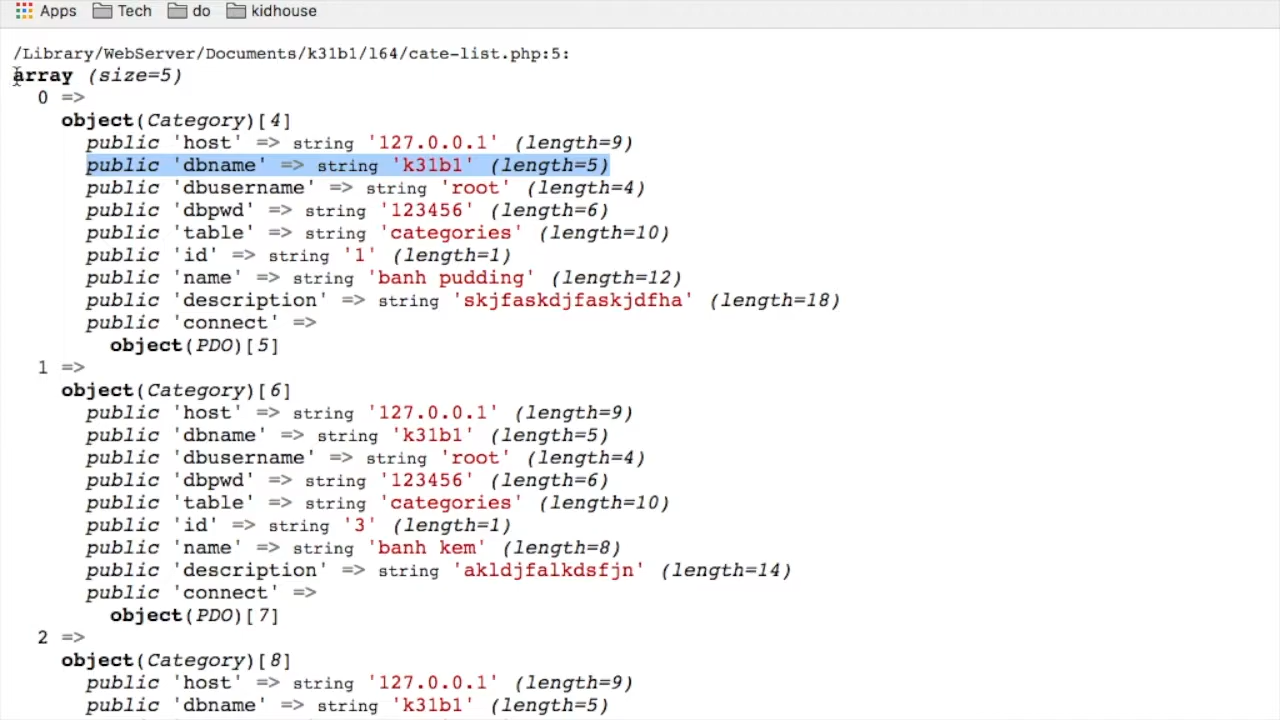 Apps Tech do kidhouse
/Library/WebServer/Documents/k31b1/l64/cate-list.php:5:
array (size=5)
0 =>
object(Category)[4]
public 'host' => string '127.0.0.1' (length=9)
public 'dbname' => string 'k31b1' (length=5)
public 'dbusername' => string 'root' (length=4)
public 'dbpwd' => string '123456' (length=6)
public 'table' => string 'categories' (length=10)
public 'id' => string '1' (length=1)
public 'name' => string 'banh pudding' (length=12)
public 'description' => string 'skjfaskdjfaskjdfha' (length=18)
public 'connect' =>
object(PDO)[5]
1 =>
object(Category)[6]
public 'host' => string '127.0.0.1' (length=9)
public 'dbname' => string 'k31b1' (length=5)
public 'dbusername' => string 'root' (length=4)
public 'dbpwd' => string '123456' (length=6)
public 'table' => string 'categories' (length=10)
public 'id' => string '3' (length=1)
public 'name' => string 'banh kem' (length=8)
public 'description' => string 'akldjfalkdsfjn' (length=14)
public 'connect' =>
object(PDO)[7]
2 =>
object(Category)[8]
public 'host' => string '127.0.0.1' (length=9)
public 'dbname' => string 'k31b1' (length=5)